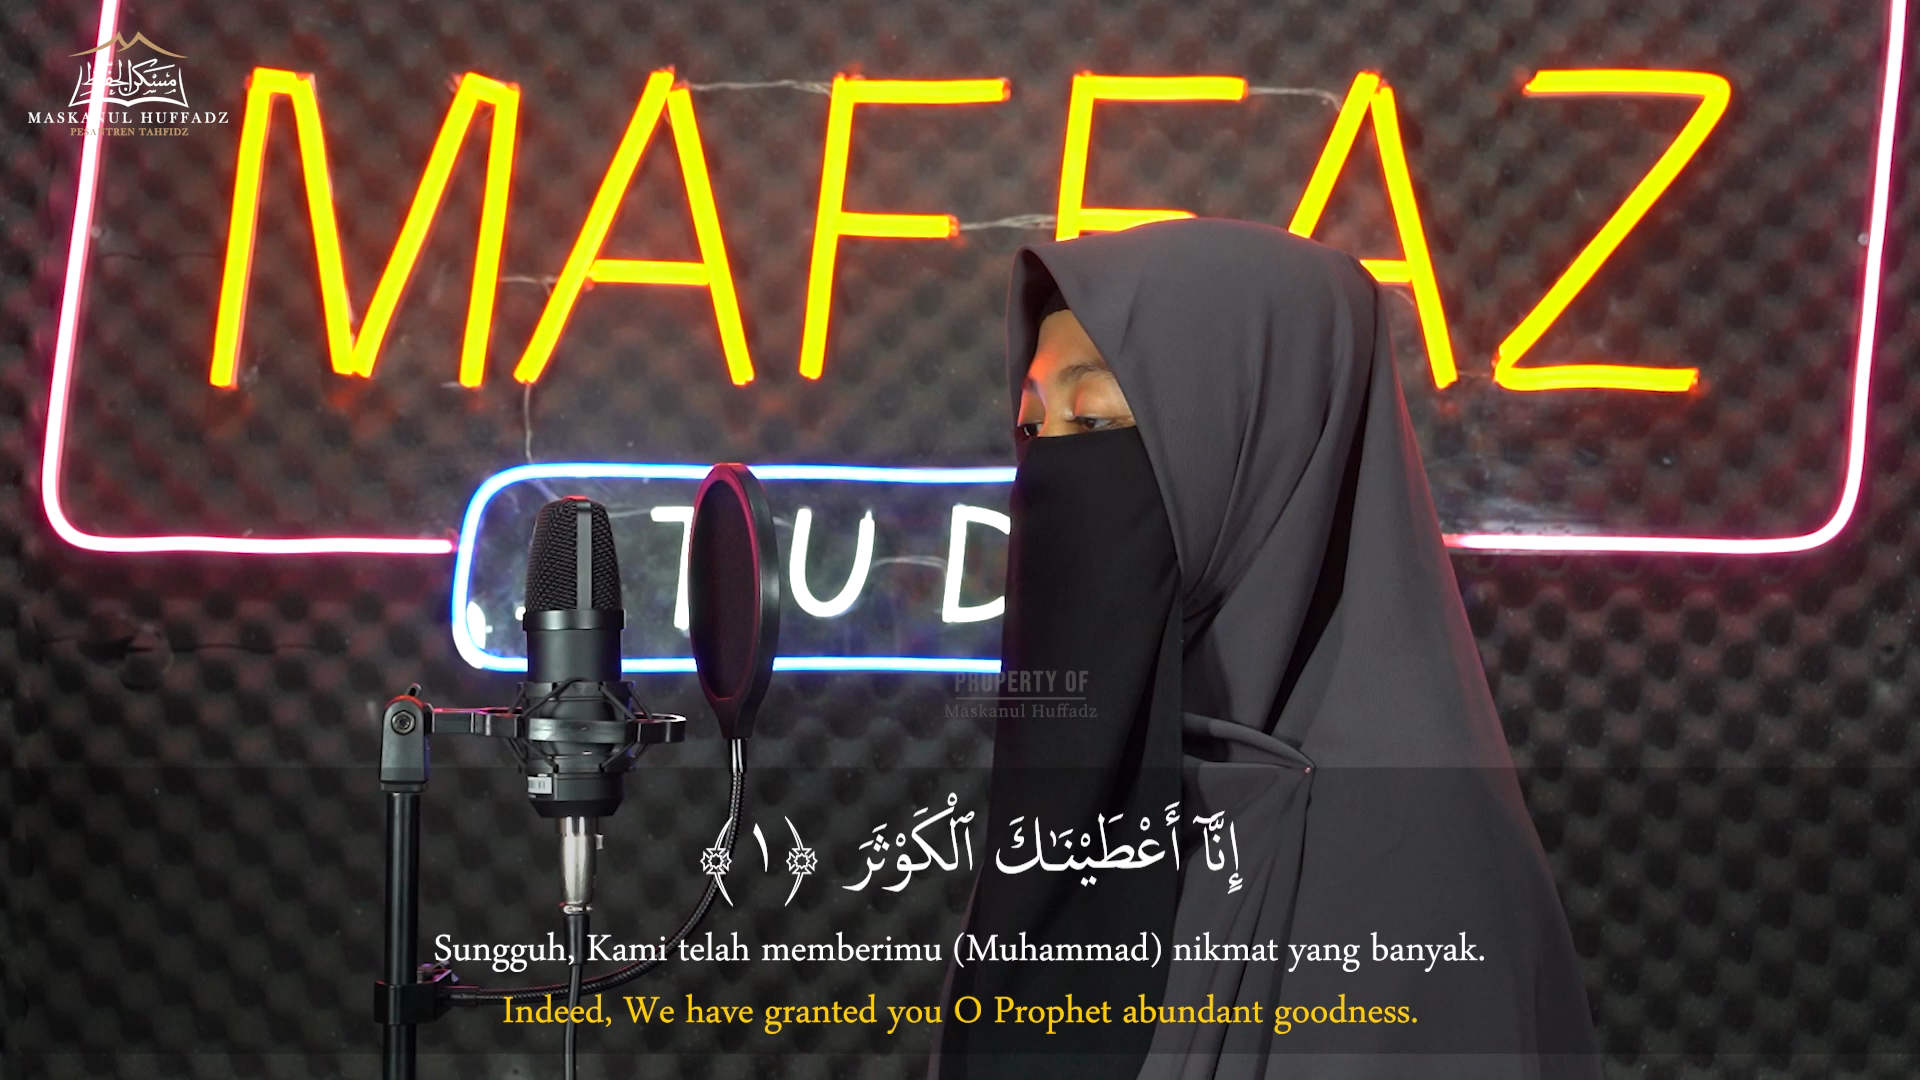 MASKANUL HUFFADZ
PESANTREN TAHFIDZ
MAFFAZ
TUD
PROPERTY OF
Maskanul Huffadz
إِنَّآ أَعْطَيْنَـٰكَ ٱلْكَوْثَرَ ﴿١﴾
Sungguh, Kami telah memberimu (Muhammad) nikmat yang banyak.
Indeed, We have granted you O Prophet abundant goodness.